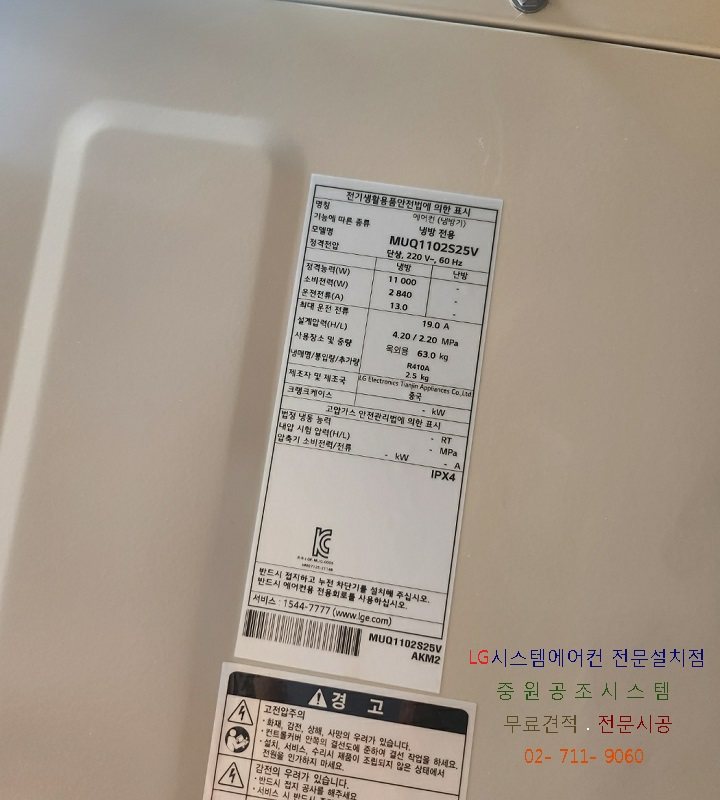 전기생활용품안전법에 의한 표시
명칭 에어컨 (냉방기)
기능에 따른 종류 냉방 전용
모델명 MUQ1102S25V
정격전압 단상, 220 V~, 60 Hz
냉방 난방
정격능력(W) 11 000 -
소비전력(W) 2 840 -
운전전류(A) 13.0 -
최대 운전 전류 19.0 A
설계압력(H/L) 4.20 / 2.20 MPa
사용장소 및 중량 옥외용 63.0 kg
냉매명/봉입량/추가량 R410A
2.5 kg
제조자 및 제조국 LG Electronics Tianjin Appliances Co.,Ltd
중국
크랭크케이스 - kW
고압가스 안전관리법에 의한 표시
법정 냉동 능력 - RT
내압 시험 압력(H/L) - MPa
압축기 소비전력/전류 - kW - A
IPX4
반드시 접지하고 누전 차단기를 설치해 주십시오.
반드시 에어컨용 전용회로를 사용하십시오.
서비스 : 1544-7777 (www.lge.com)
MUQ1102S25V
AKM2
경 고
고전압주의
· 화재, 감전, 상해, 사망의 우려가 있습니다.
· 컨트롤커버 안쪽의 결선도에 준하여 결선 작업을 하세요.
· 설치, 서비스, 수리시 제품이 조립되지 않은 상태에서
전원을 인가하지 마세요.
감전의 우려가 있습니다.
· 반드시 접지 공사를 해주세요
LG시스템에어컨 전문설치점
중원공조시스템
무료견적 . 전문시공
02- 711- 9060